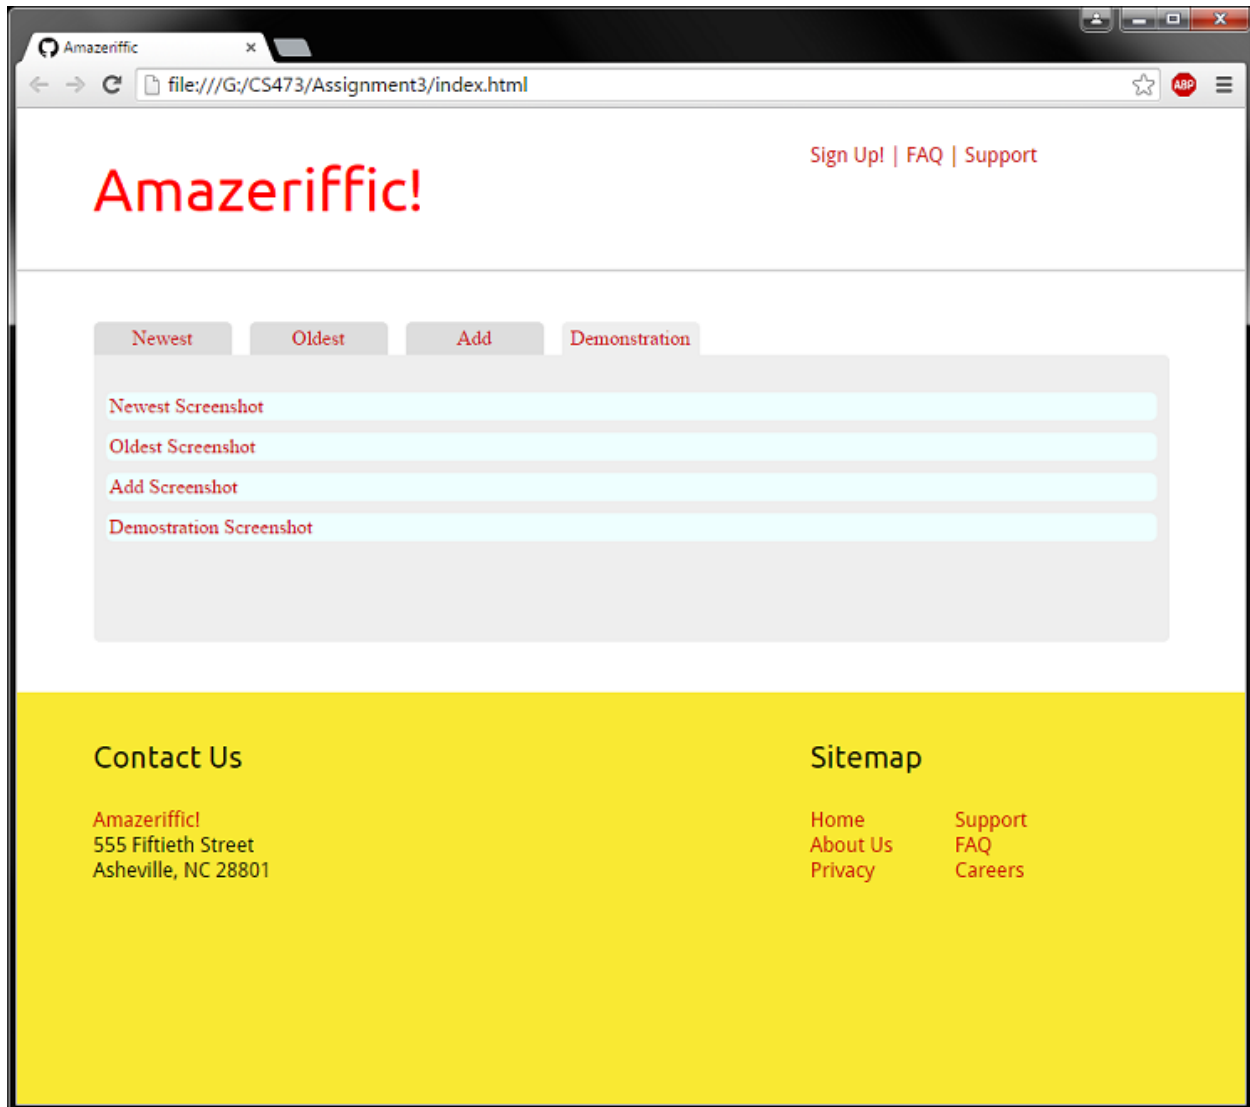 Amazeriffic
file:///G:/CS473/Assignment3/index.html
ABP
Sign Up! | FAQ | Support
Amazeriffic!
Newest Oldest Add Demonstration
Newest Screenshot
Oldest Screenshot
Add Screenshot
Demostration Screenshot
Contact Us
Amazeriffic!
555 Fiftieth Street
Asheville, NC 28801
Sitemap
Home Support
About Us FAQ
Privacy Careers